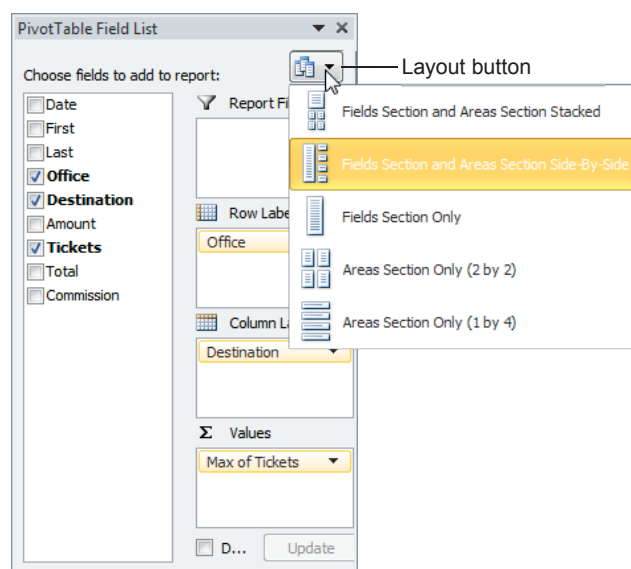 PivotTable Field List
Choose fields to add to report:
Layout button
Date
First
Last
Office
Destination
Amount
Tickets
Total
Commission
Report Fi
Row Labe
Office
Column La
Destination
Σ Values
Max of Tickets
D...
Update
Fields Section and Areas Section Stacked
Fields Section and Areas Section Side-By-Side
Fields Section Only
Areas Section Only (2 by 2)
Areas Section Only (1 by 4)